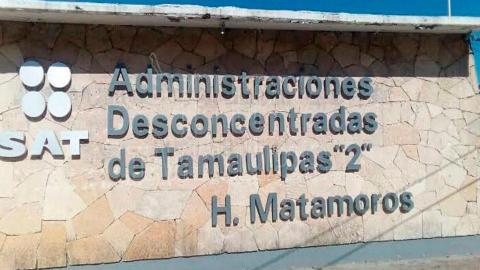 SAT
Administraciones
Desconcentradas
de Tamaulipas "2"
H. Matamoros